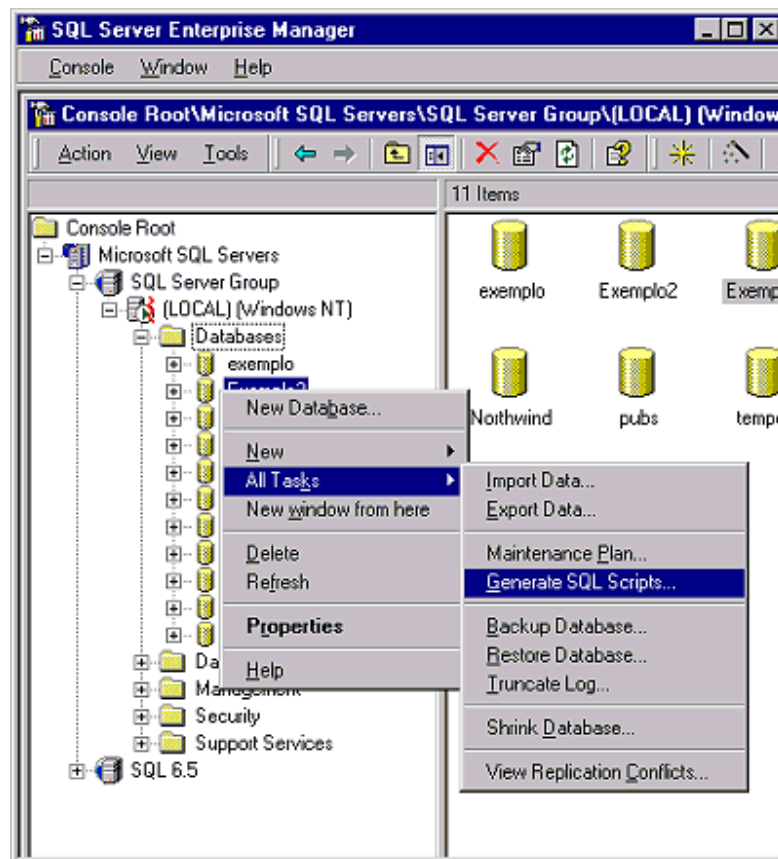 SQL Server Enterprise Manager
Console Window Help
Console Root\Microsoft SQL Servers\SQL Server Group\(LOCAL) (Window
Action View Tools
11 Items
Console Root
Microsoft SQL Servers
SQL Server Group
(LOCAL) (Windows NT)
Databases
exemplo
Exemplo2
Da
Management
Security
Support Services
SQL 6.5
New Database...
New
All Tasks
New window from here
Delete
Refresh
Properties
Help
Import Data...
Export Data...
Maintenance Plan...
Generate SQL Scripts...
Backup Database...
Restore Database...
Truncate Log...
Shrink Database...
View Replication Conflicts...
exemplo Exemplo2 Exemp
Northwind pubs temp